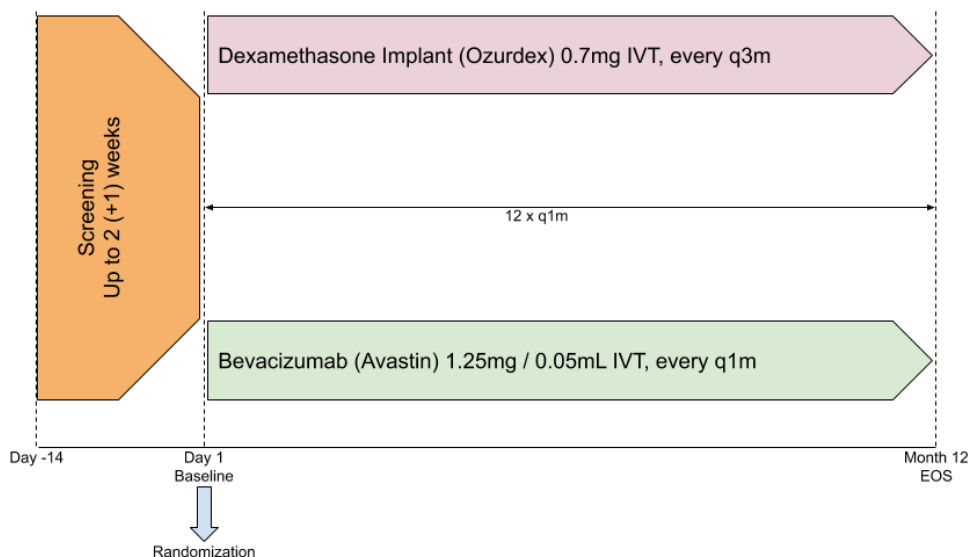 Dexamethasone Implant (Ozurdex) 0.7mg IVT, every q3m
Screening
Up to 2 (+1) weeks
12 x q1m
Bevacizumab (Avastin) 1.25mg / 0.05mL IVT, every q1m
Day -14
Day 1
Baseline
Month 12
EOS
Randomization